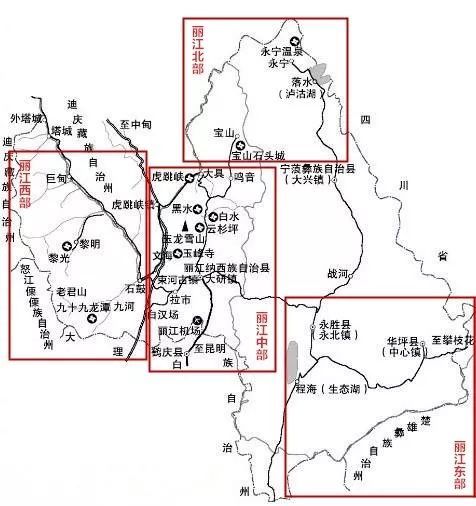 丽江北部
永宁温泉
永宁
落水
（泸沽湖）
四川省
宝山
宝山石头城
宁蒗彝族自治县
（大兴镇）
迪庆藏族自治州
外塔城
塔城
至中甸
迪庆藏族自治州
丽江西部
巨甸
虎跳峡
大具
鸣音
虎跳峡镇
黑水
白水
云杉坪
玉龙雪山
文海
玉峰寺
丽江纳西族自治县
束河古镇
大研镇
黎明
黎光
老君山
九十九龙潭
九河
石鼓
拉市
白汉场
丽江机场
丽江中部
怒江傈僳族自治州
大理白族自治州
鹤庆县
至昆明
战河
永胜县
（永北镇）
华坪县
（中心镇）
至攀枝花
程海（生态湖）
丽江东部
楚雄彝族自治州